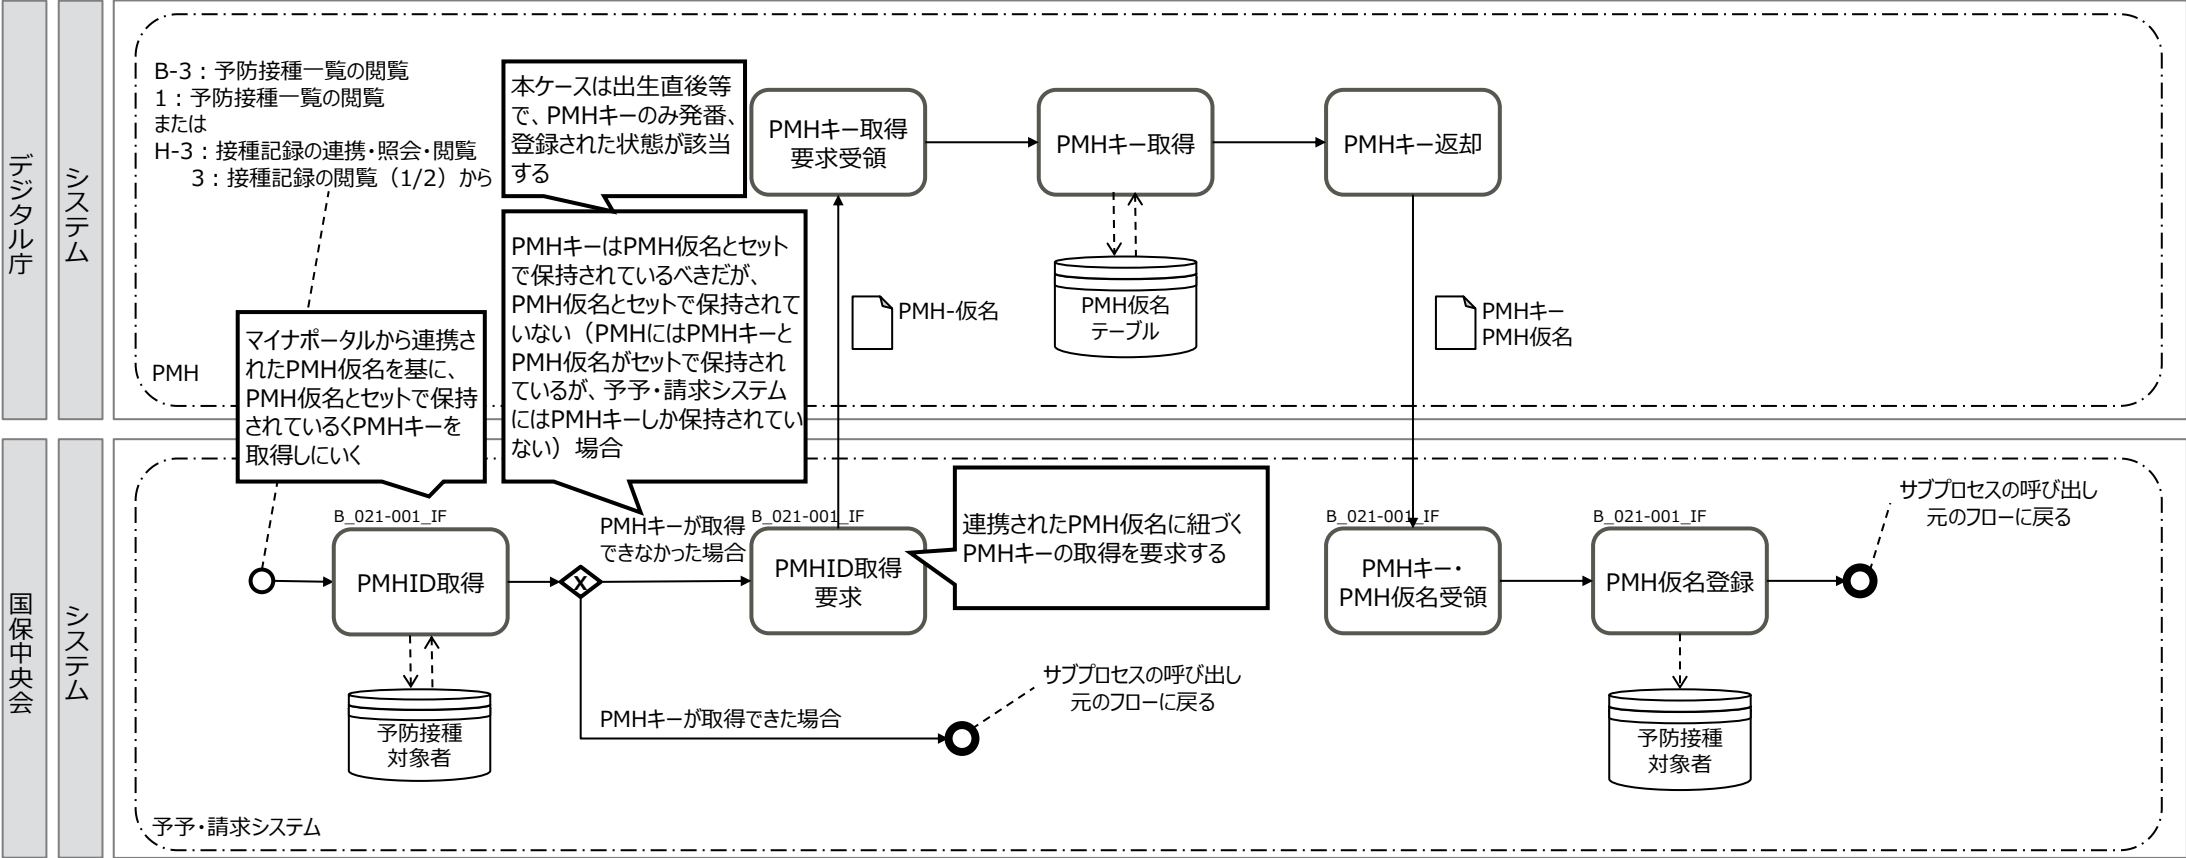 デジタル庁
システム
B-3：予防接種一覧の閲覧
1：予防接種一覧の閲覧
または
H-3：接種記録の連携・照会・閲覧
3：接種記録の閲覧（1/2）から
本ケースは出生直後等
で、PMHキーのみ発番、
登録された状態が該当
する
PMHキー取得
要求受領
PMHキー取得
PMHキー返却
PMHキーはPMH仮名とセット
で保持されているべきだが、
PMH仮名とセットで保持されて
いない（PMHにはPMHキーと
PMH仮名がセットで保持され
ているが、予予・請求システム
にはPMHキーしか保持されてい
ない）場合
PMH-仮名
PMH仮名
テーブル
PMHキー
PMH仮名
マイナポータルから連携さ
れたPMH仮名を基に、
PMH仮名とセットで保持
されているくPMHキーを
取得しにいく
PMH
国保中央会
システム
B_021-001_IF
PMHID取得
PMHキーが取得
できなかった場合
B_021-001_IF
PMHID取得
要求
連携されたPMH仮名に紐づく
PMHキーの取得を要求する
B_021-001_IF
PMHキー・
PMH仮名受領
B_021-001_IF
PMH仮名登録
サブプロセスの呼び出し
元のフローに戻る
予防接種
対象者
PMHキーが取得できた場合
サブプロセスの呼び出し
元のフローに戻る
予防接種
対象者
予予・請求システム
X